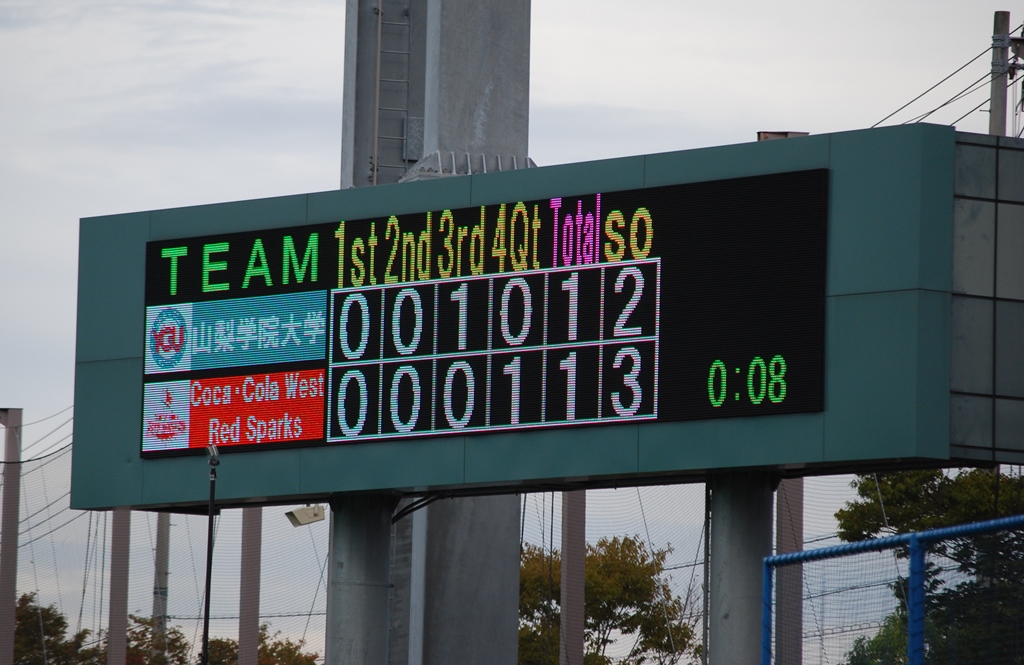 TEAM 1st 2nd 3rd 4Qt Total SO
YGU 山梨学院大学 0 0 1 0 1 2
Coca・Cola West
Red Sparks 0 0 0 1 1 3
0:08